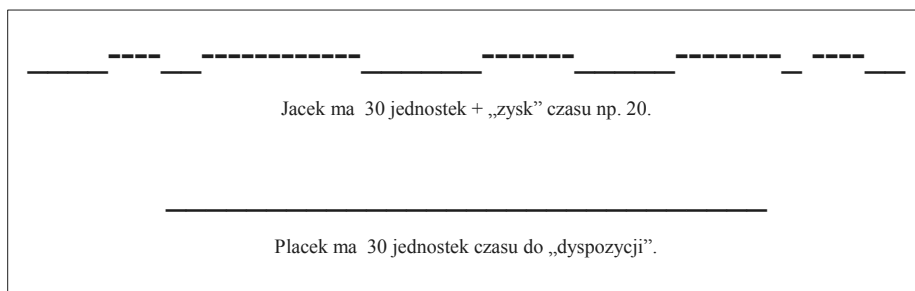 Jacek ma 30 jednostek + „zysk” czasu np. 20.
Placek ma 30 jednostek czasu do „dyspozycji”.